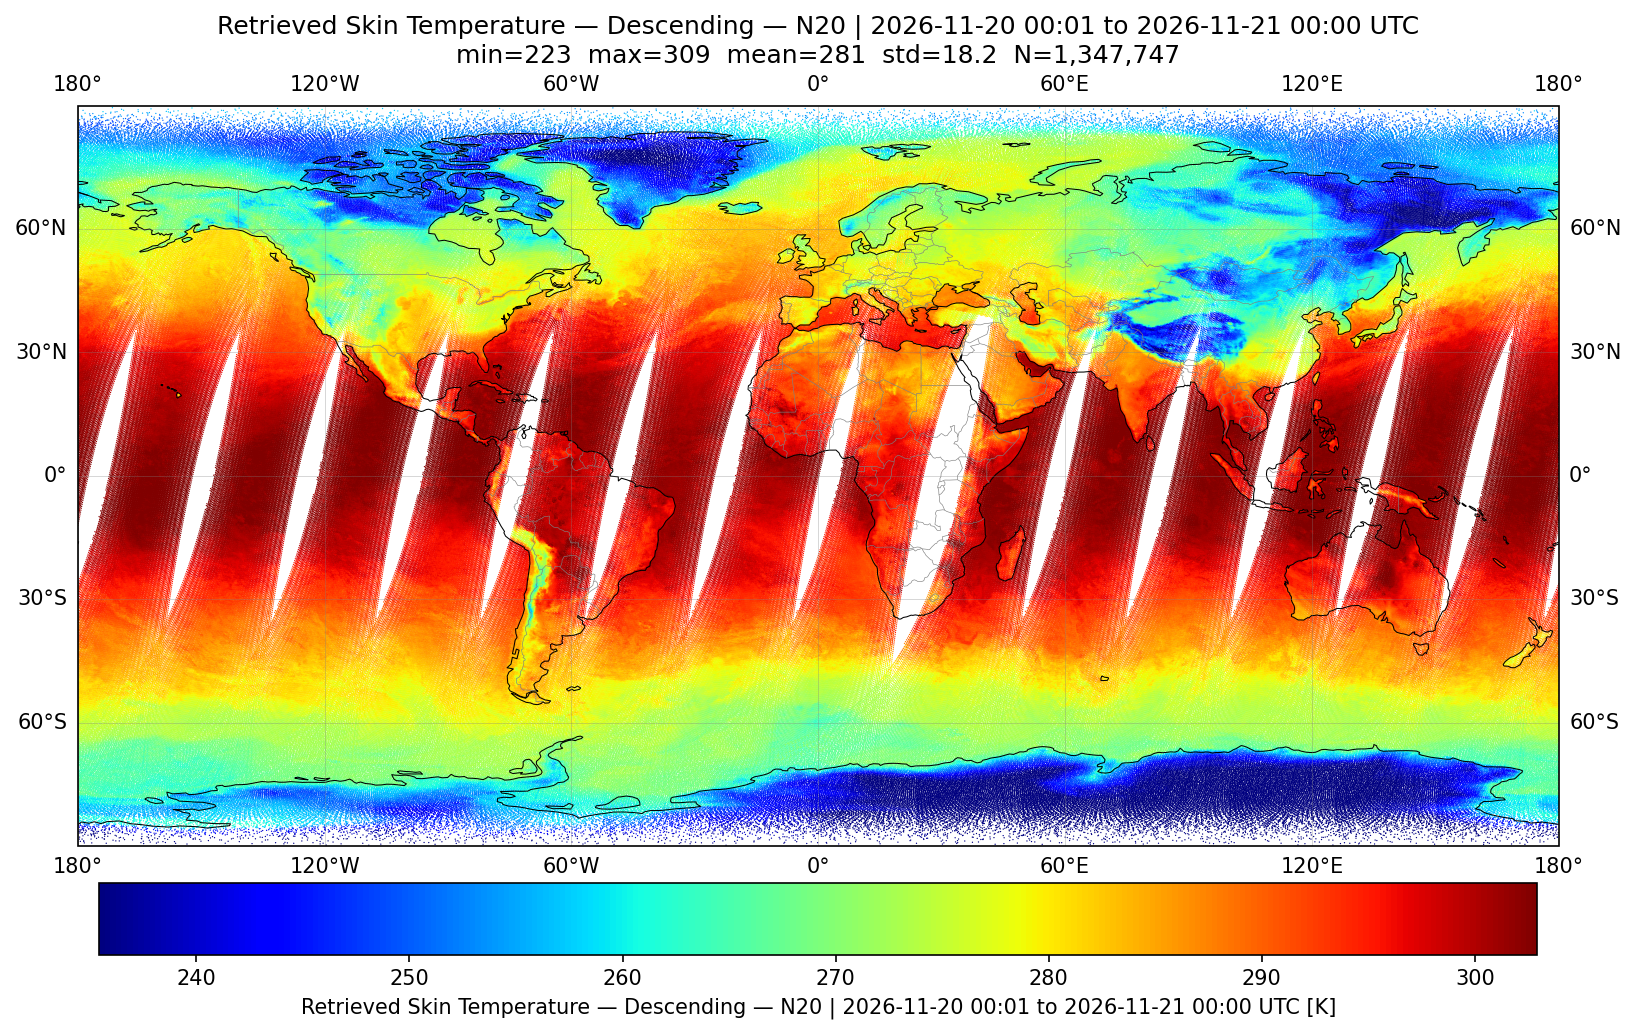 Retrieved Skin Temperature — Descending — N20 | 2026-11-20 00:01 to 2026-11-21 00:00 UTC
min=223  max=309  mean=281  std=18.2  N=1,347,747
180° 120°W 60°W 0° 60°E 120°E 180°
60°N 60°N
30°N 30°N
0° 0°
30°S 30°S
60°S 60°S
180° 120°W 60°W 0° 60°E 120°E 180°
240 250 260 270 280 290 300
Retrieved Skin Temperature — Descending — N20 | 2026-11-20 00:01 to 2026-11-21 00:00 UTC [K]